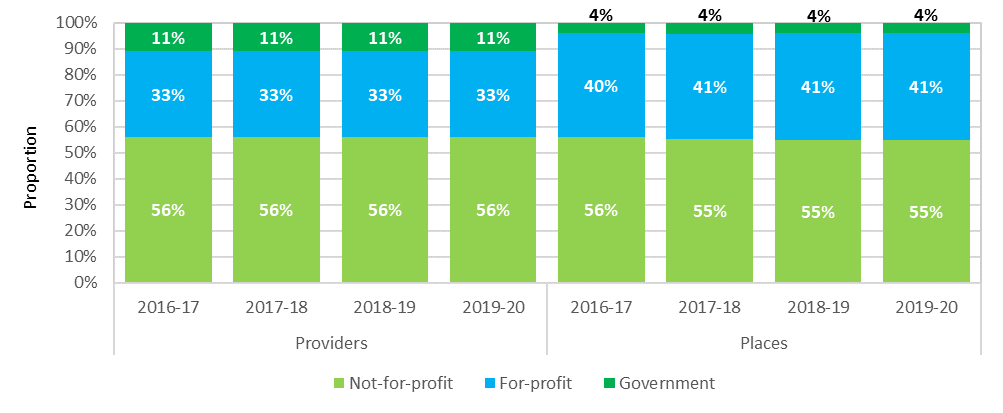 4% 4% 4% 4%
100%
11% 11% 11% 11%
90%
80%
33% 33% 33% 33% 40% 41% 41% 41%
70%
60%
50%
40%
56% 56% 56% 56% 56% 55% 55% 55%
30%
20%
10%
0%
Proportion
2016-17 2017-18 2018-19 2019-20 2016-17 2017-18 2018-19 2019-20
Providers Places
Not-for-profit For-profit Government